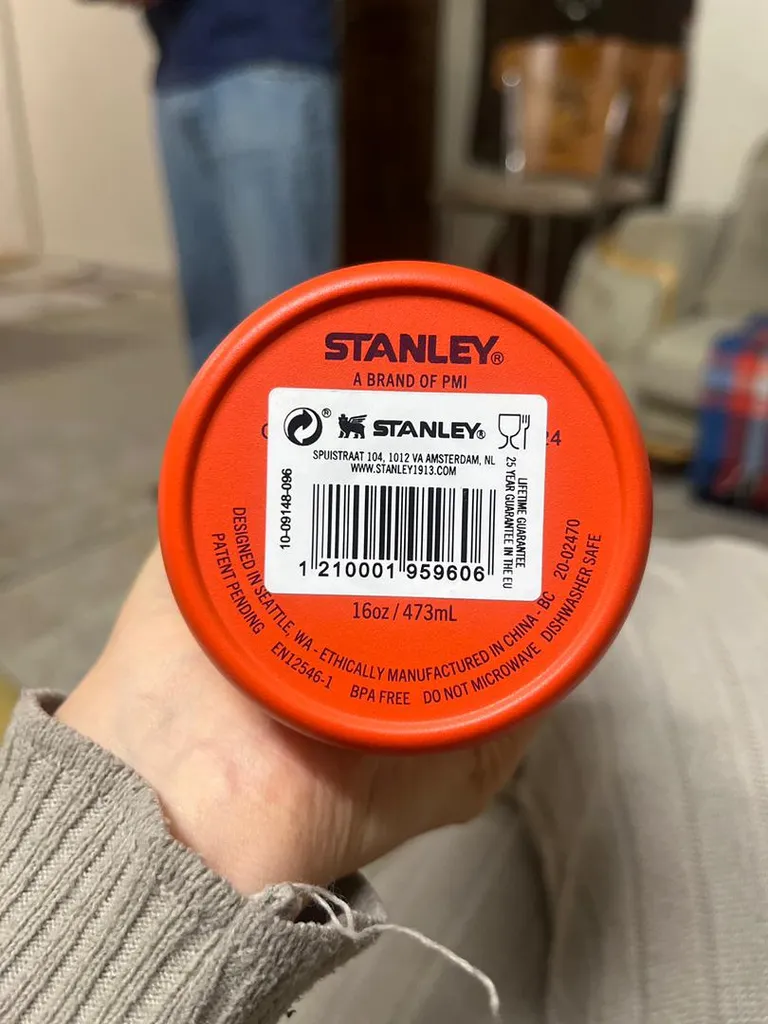 STANLEY®
A BRAND OF PMI
STANLEY®
24
SPUISTRAAT 104, 1012 VA AMSTERDAM, NL
WWW.STANLEY1913.COM
10-09148-096
LIFETIME GUARANTEE
25 YEAR GUARANTEE IN THE EU
1 210001 959606
16oz / 473mL
DESIGNED IN SEATTLE, WA - ETHICALLY MANUFACTURED IN CHINA - BC 20-02470
PATENT PENDING EN12546-1 BPA FREE DO NOT MICROWAVE DISHWASHER SAFE